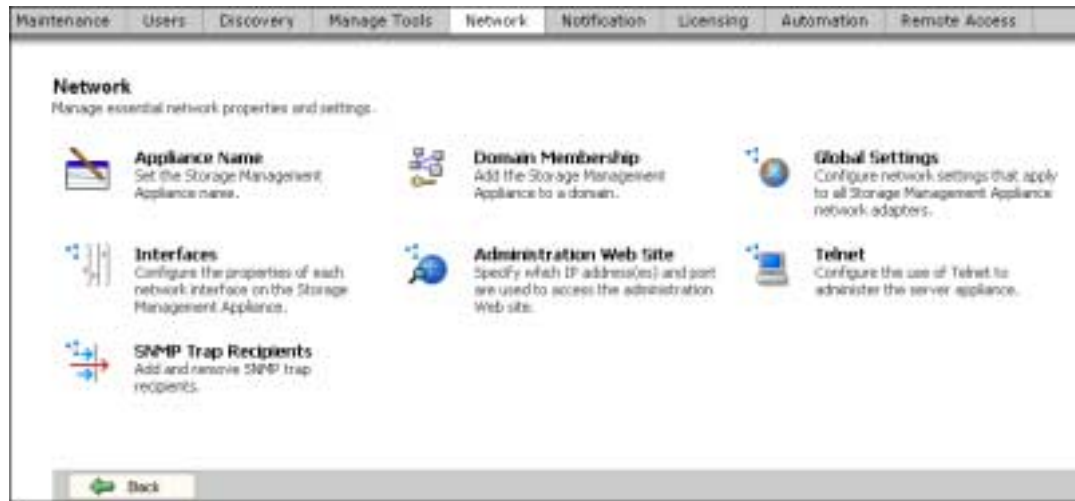 Maintenance Users Discovery Manage Tools Network Notification Licensing Automation Remote Access
Network
Manage essential network properties and settings.
Appliance Name
Set the Storage Management
Appliance name.
Domain Membership
Add the Storage Management
Appliance to a domain.
Global Settings
Configure network settings that apply
to all Storage Management Appliance
network adapters.
Interfaces
Configure the properties of each
network interface on the Storage
Management Appliance.
Administration Web Site
Specify which IP address(es) and port
are used to access the administration
Web site.
Telnet
Configure the use of Telnet to
administer the server appliance.
SNMP Trap Recipients
Add and remove SNMP trap
recipients.
Back